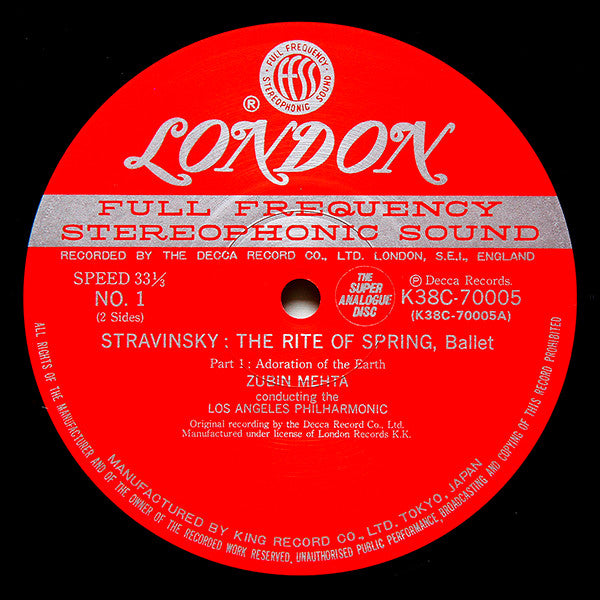 · FULL FREQUENCY ·
FFSS
STEREOPHONIC SOUND
®
LONDON
FULL FREQUENCY
STEREOPHONIC SOUND
RECORDED BY THE DECCA RECORD CO., LTD. LONDON, S.E.I., ENGLAND
SPEED 33⅓
NO. 1
(2 Sides)
THE
SUPER
ANALOGUE
DISC
℗ Decca Records.
K38C-70005
(K38C-70005A)
STRAVINSKY : THE RITE OF SPRING, Ballet
Part 1 : Adoration of the Earth
ZUBIN MEHTA
conducting the
LOS ANGELES PHILHARMONIC
Original recording by the Decca Record Co., Ltd.
Manufactured under license of London Records K.K.
MANUFACTURED BY KING RECORD CO., LTD. TOKYO, JAPAN
ALL RIGHTS OF THE MANUFACTURER AND OF THE OWNER OF THE RECORDED WORK RESERVED, UNAUTHORISED PUBLIC PERFORMANCE, BROADCASTING AND COPYING OF THIS RECORD PROHIBITED